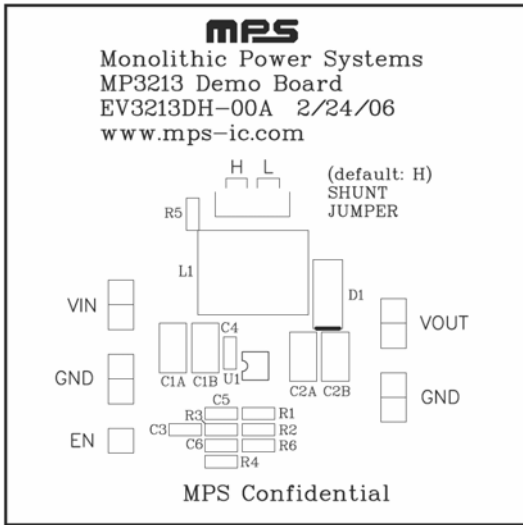 mps
Monolithic Power Systems
MP3213 Demo Board
EV3213DH-00A 2/24/06
www.mps-ic.com
H L
(default: H)
SHUNT
JUMPER
R5
L1
D1
VIN
VOUT
C4
GND
C1A C1B U1
C2A C2B
GND
C5
R3 R1
EN
C3 R2
C6 R6
R4
MPS Confidential